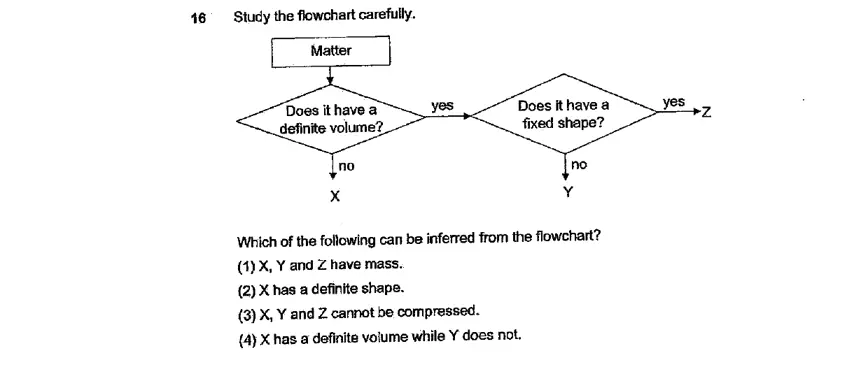 16 Study the flowchart carefully.
Matter
Does it have a
definite volume?
yes
Does it have a
fixed shape?
yes
Z
no
X
no
Y
Which of the following can be inferred from the flowchart?
(1) X, Y and Z have mass.
(2) X has a definite shape.
(3) X, Y and Z cannot be compressed.
(4) X has a definite volume while Y does not.